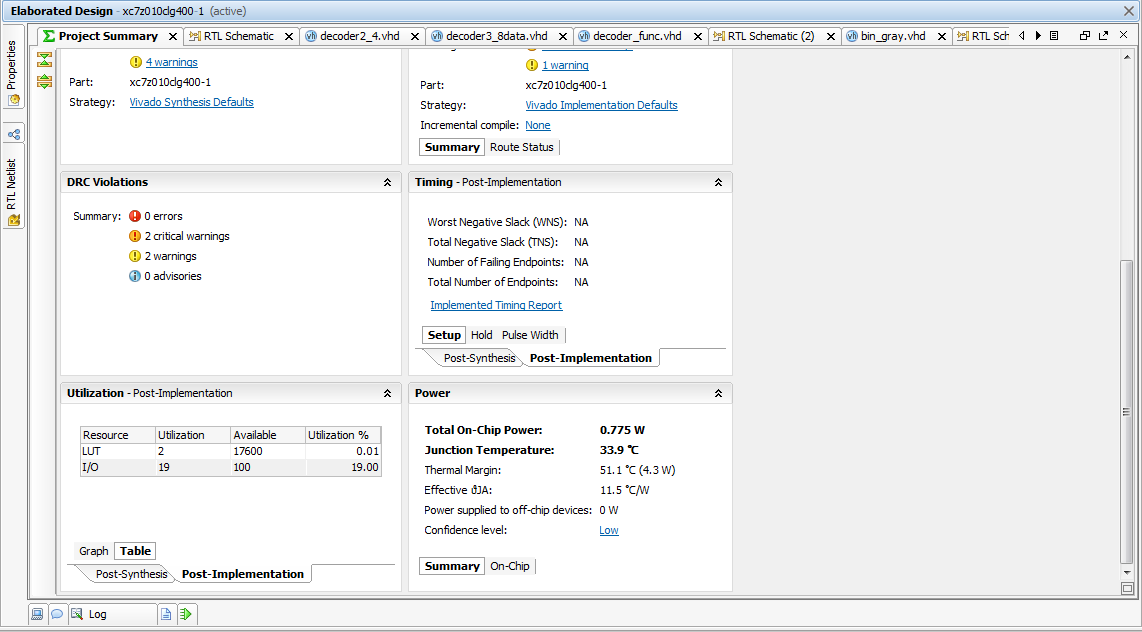 Elaborated Design - xc7z010clg400-1 (active)
Properties
RTL Netlist
Project Summary
RTL Schematic
decoder2_4.vhd
decoder3_8data.vhd
decoder_func.vhd
RTL Schematic (2)
bin_gray.vhd
RTL Sch
4 warnings
Part: xc7z010clg400-1
Strategy: Vivado Synthesis Defaults
1 warning
Part: xc7z010clg400-1
Strategy: Vivado Implementation Defaults
Incremental compile: None
Summary Route Status
DRC Violations
Summary: 0 errors
2 critical warnings
2 warnings
0 advisories
Timing - Post-Implementation
Worst Negative Slack (WNS): NA
Total Negative Slack (TNS): NA
Number of Failing Endpoints: NA
Total Number of Endpoints: NA
Implemented Timing Report
Setup Hold Pulse Width
Post-Synthesis Post-Implementation
Utilization - Post-Implementation
Resource Utilization Available Utilization %
LUT 2 17600 0.01
I/O 19 100 19.00
Graph Table
Post-Synthesis Post-Implementation
Power
Total On-Chip Power: 0.775 W
Junction Temperature: 33.9 °C
Thermal Margin: 51.1 °C (4.3 W)
Effective ϑJA: 11.5 °C/W
Power supplied to off-chip devices: 0 W
Confidence level: Low
Summary On-Chip
Log